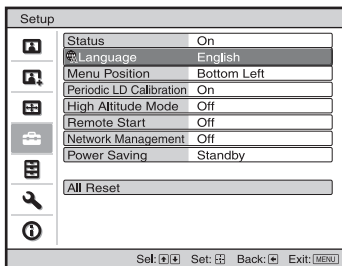 Setup
Status On
Language English
Menu Position Bottom Left
Periodic LD Calibration On
High Altitude Mode Off
Remote Start Off
Network Management Off
Power Saving Standby
All Reset
Sel: Set: Back: Exit: MENU